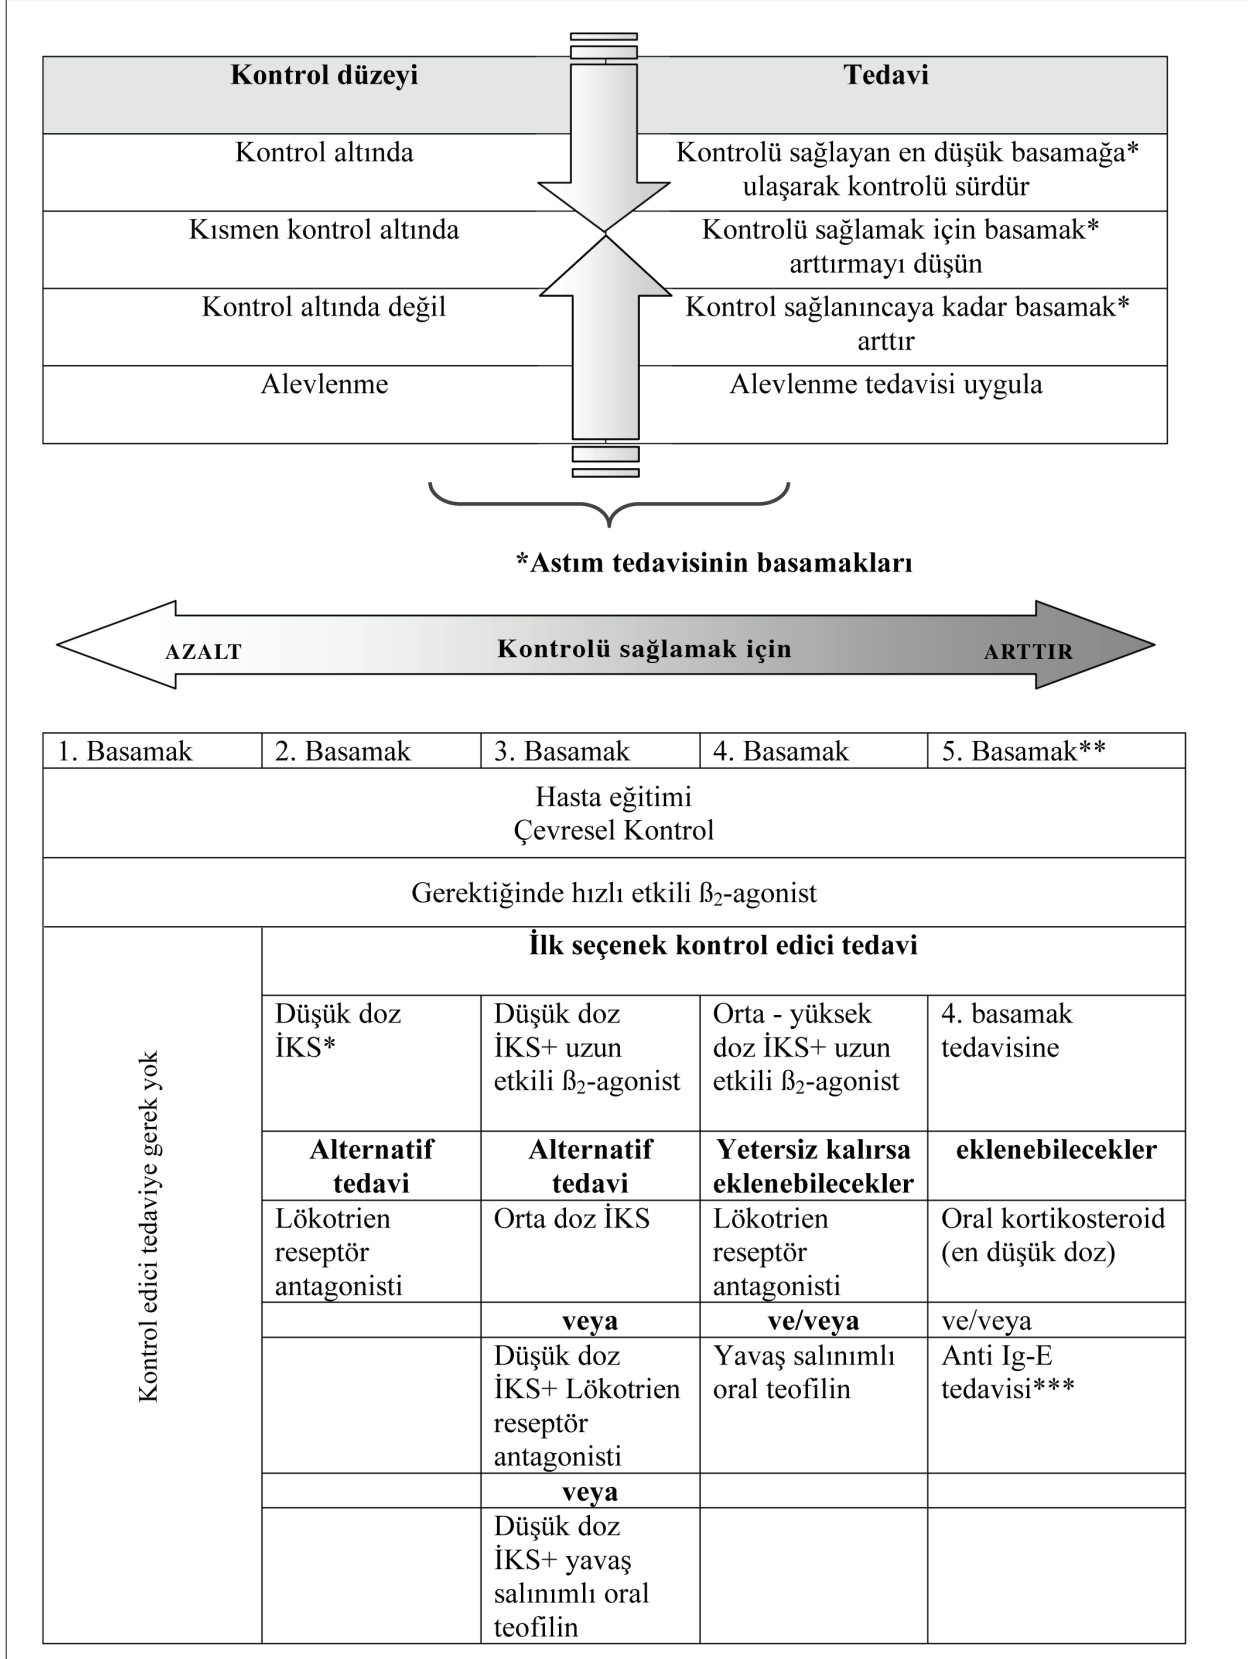 Kontrol düzeyi
Tedavi
Kontrol altında
Kontrolü sağlayan en düşük basamağa*
ulaşarak kontrolü sürdür
Kısmen kontrol altında
Kontrolü sağlamak için basamak*
arttırmayı düşün
Kontrol altında değil
Kontrol sağlanıncaya kadar basamak*
arttır
Alevlenme
Alevlenme tedavisi uygula
*Astım tedavisinin basamakları
AZALT
Kontrolü sağlamak için
ARTTIR
1. Basamak
2. Basamak
3. Basamak
4. Basamak
5. Basamak**
Hasta eğitimi
Çevresel Kontrol
Gerektiğinde hızlı etkili ß₂-agonist
Kontrol edici tedaviye gerek yok
İlk seçenek kontrol edici tedavi
Düşük doz
İKS*
Düşük doz
İKS+ uzun
etkili ß₂-agonist
Orta - yüksek
doz İKS+ uzun
etkili ß₂-agonist
4. basamak
tedavisine
Alternatif
tedavi
Alternatif
tedavi
Yetersiz kalırsa
eklenebilecekler
eklenebilecekler
Lökotrien
reseptör
antagonisti
Orta doz İKS
Lökotrien
reseptör
antagonisti
Oral kortikosteroid
(en düşük doz)
veya
ve/veya
ve/veya
Düşük doz
İKS+ Lökotrien
reseptör
antagonisti
Yavaş salınımlı
oral teofilin
Anti Ig-E
tedavisi***
veya
Düşük doz
İKS+ yavaş
salınımlı oral
teofilin